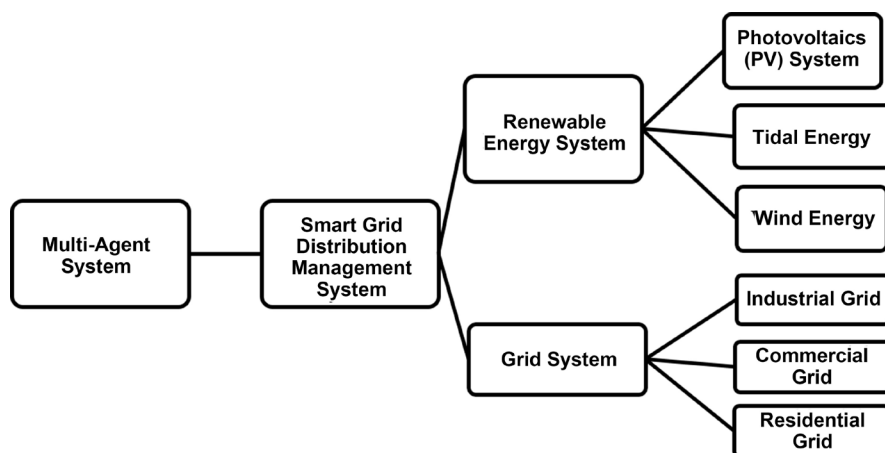 Multi-Agent
System
Smart Grid
Distribution
Management
System
Renewable
Energy System
Grid System
Photovoltaics
(PV) System
Tidal Energy
Wind Energy
Industrial Grid
Commercial
Grid
Residential
Grid